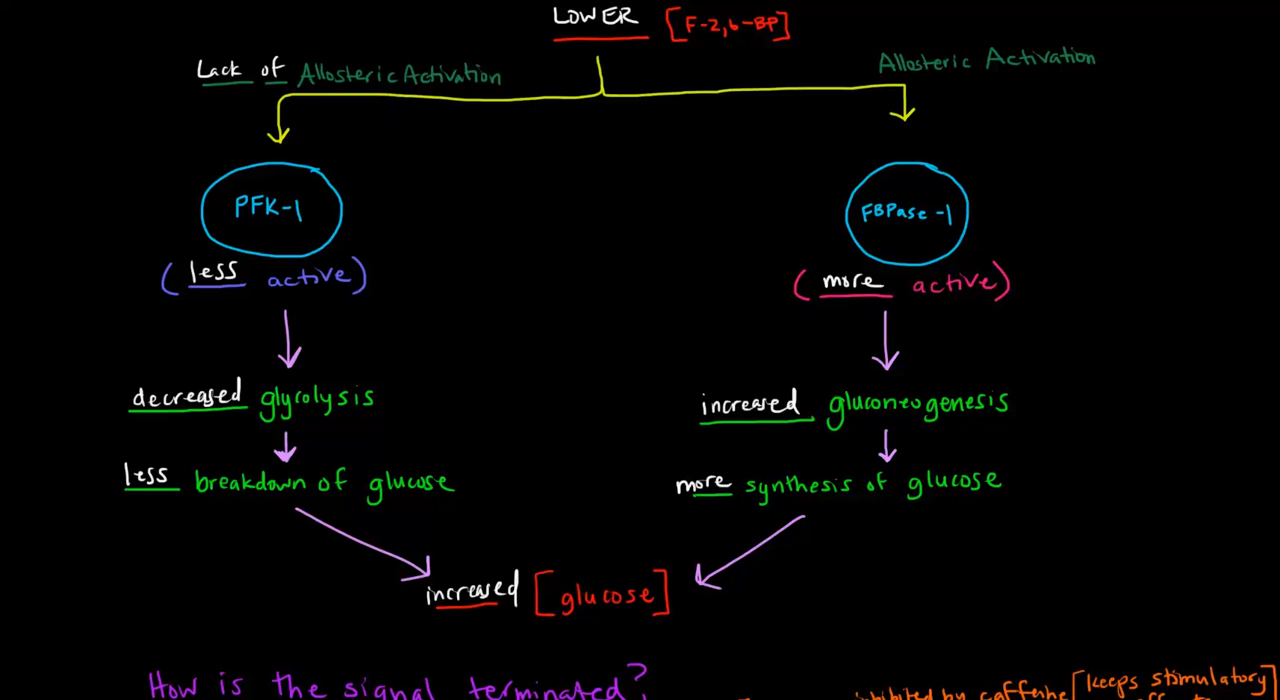 LOWER [F-2,6-BP]
Lack of Allosteric Activation
Allosteric Activation
PFK-1
FBPase-1
(less active)
(more active)
decreased glycolysis
increased gluconeogenesis
less breakdown of glucose
more synthesis of glucose
increased [glucose]
How is the signal terminated?
[keeps stimulatory
inhibited by caffeine